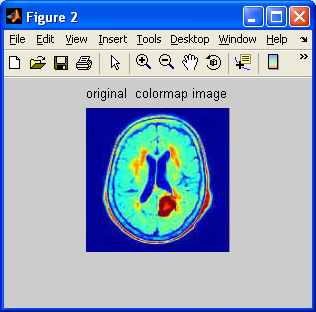 Figure 2
File Edit View Insert Tools Desktop Window Help
original colormap image